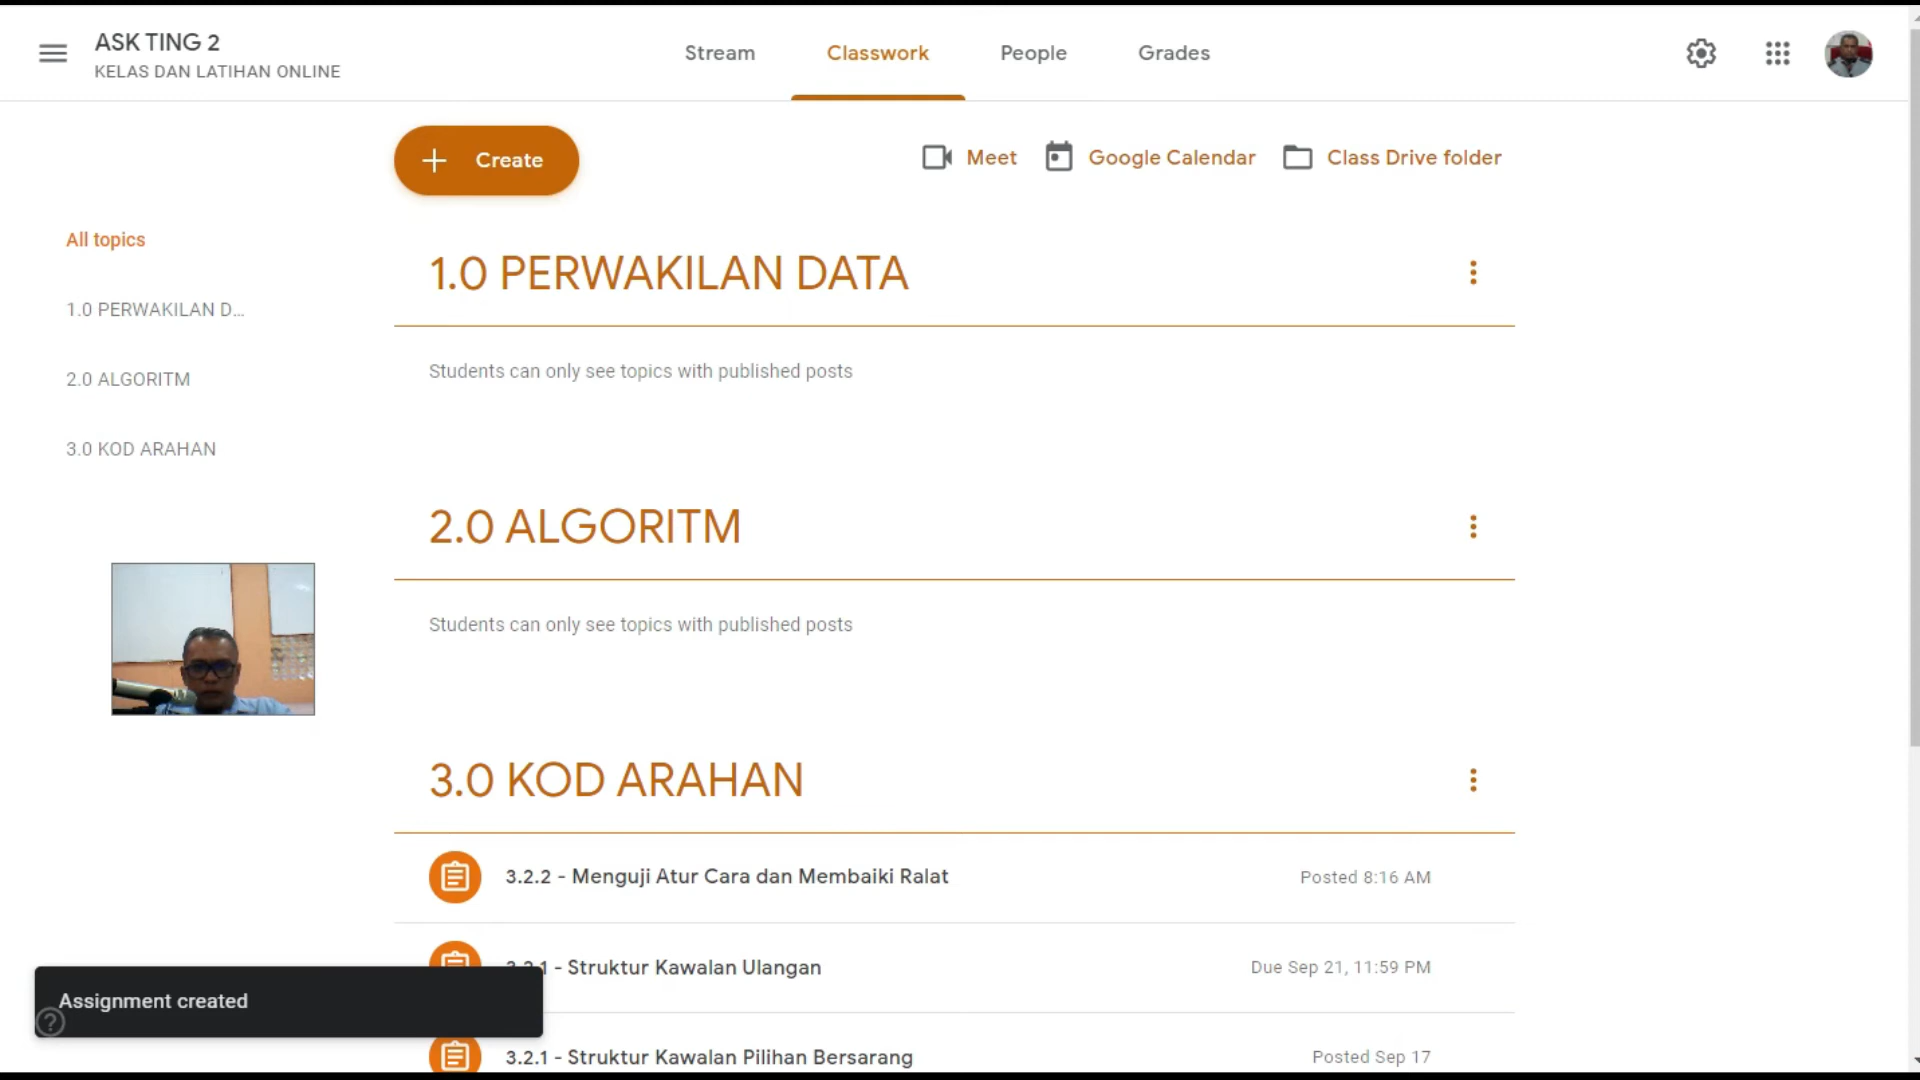 ASK TING 2
KELAS DAN LATIHAN ONLINE
Stream
Classwork
People
Grades
Create
Meet
Google Calendar
Class Drive folder
All topics
1.0 PERWAKILAN D...
2.0 ALGORITM
3.0 KOD ARAHAN
1.0 PERWAKILAN DATA
Students can only see topics with published posts
2.0 ALGORITM
Students can only see topics with published posts
3.0 KOD ARAHAN
3.2.2 - Menguji Atur Cara dan Membaiki Ralat
Posted 8:16 AM
3.2.1 - Struktur Kawalan Ulangan
Due Sep 21, 11:59 PM
3.2.1 - Struktur Kawalan Pilihan Bersarang
Posted Sep 17
Assignment created